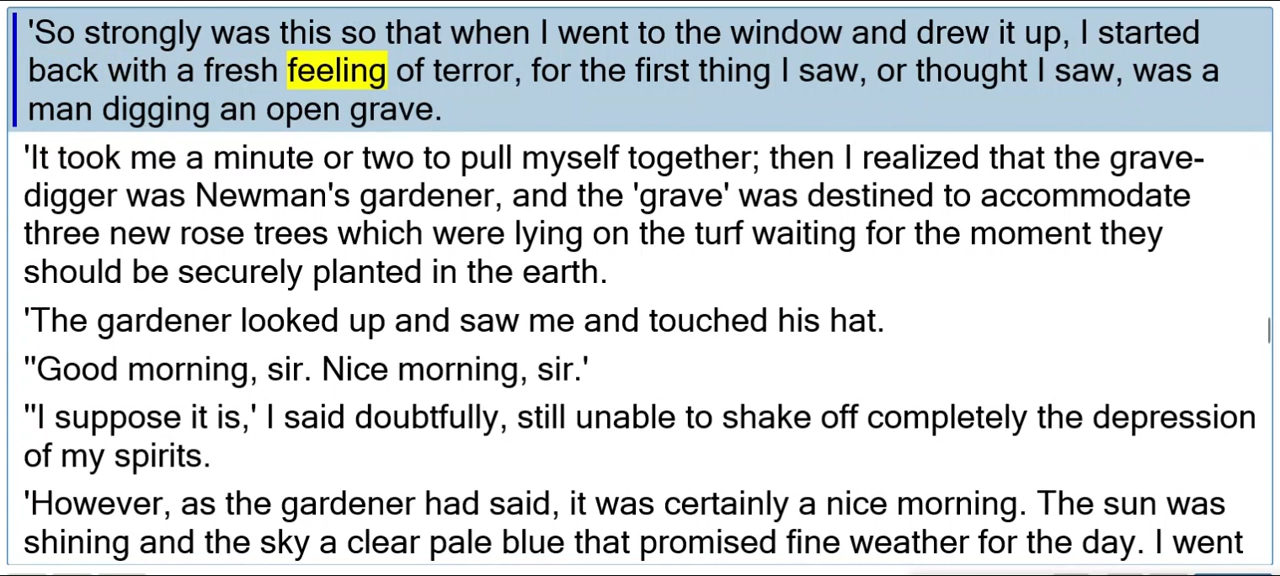 'So strongly was this so that when I went to the window and drew it up, I started
back with a fresh feeling of terror, for the first thing I saw, or thought I saw, was a
man digging an open grave.
'It took me a minute or two to pull myself together; then I realized that the grave-
digger was Newman's gardener, and the 'grave' was destined to accommodate
three new rose trees which were lying on the turf waiting for the moment they
should be securely planted in the earth.
'The gardener looked up and saw me and touched his hat.
"Good morning, sir. Nice morning, sir.'
"I suppose it is,' I said doubtfully, still unable to shake off completely the depression
of my spirits.
'However, as the gardener had said, it was certainly a nice morning. The sun was
shining and the sky a clear pale blue that promised fine weather for the day. I went